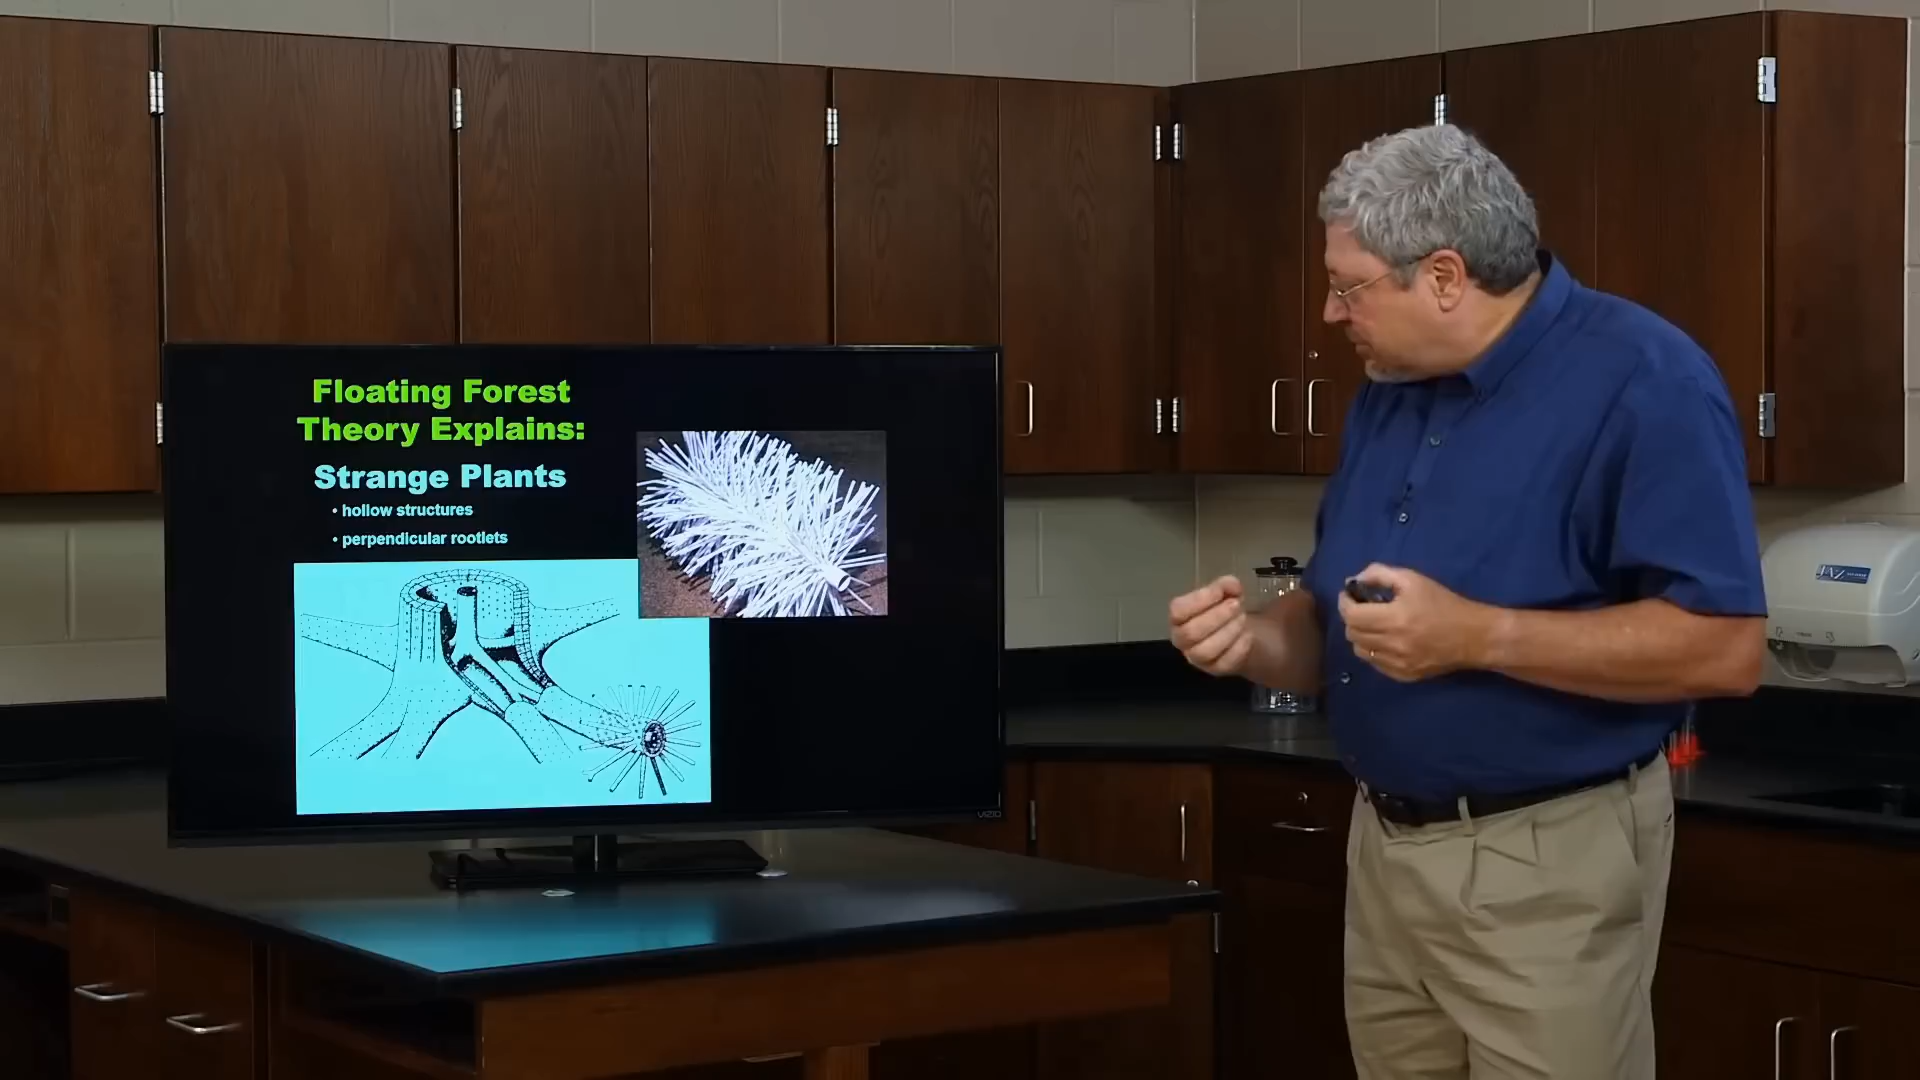 Floating Forest
Theory Explains:
Strange Plants
• hollow structures
• perpendicular rootlets
VIZIO